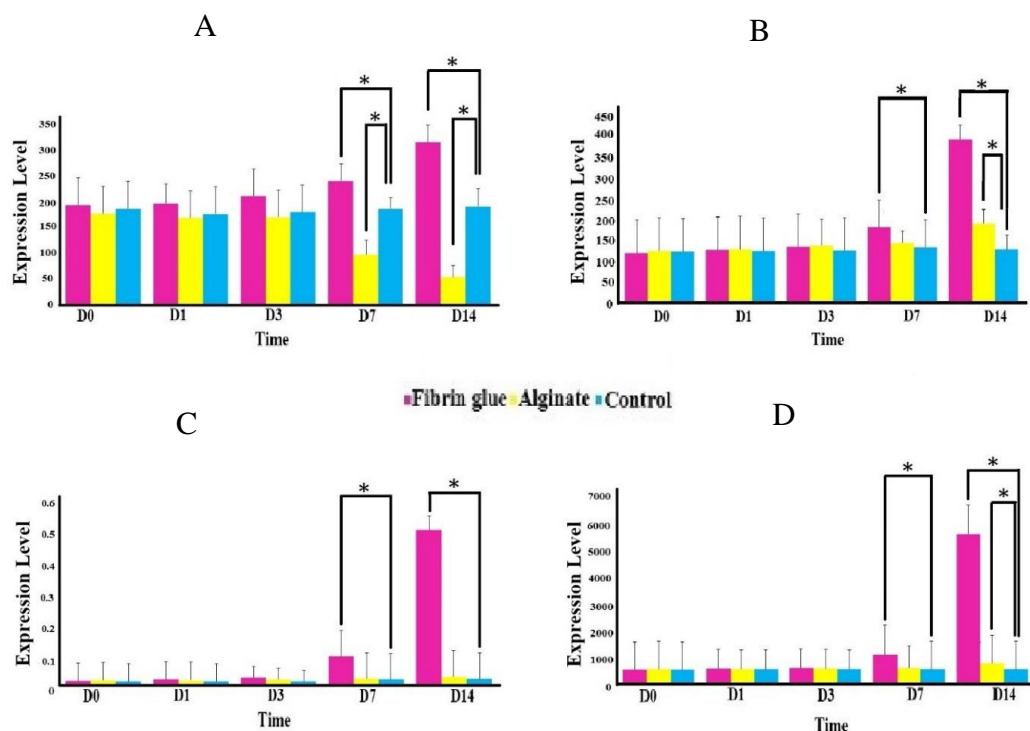 A
Expression Level
350
300
250
200
150
100
50
0
* * * *
D0 D1 D3 D7 D14
Time
B
Expression Level
450
400
350
300
250
200
150
100
50
0
* * *
D0 D1 D3 D7 D14
Time
Fibrin glue Alginate Control
C
Expression Level
0.6
0.5
0.4
0.3
0.2
0.1
0
* *
D0 D1 D3 D7 D14
D
Expression Level
7000
6000
5000
4000
3000
2000
1000
0
* * *
D0 D1 D3 D7 D14
Time